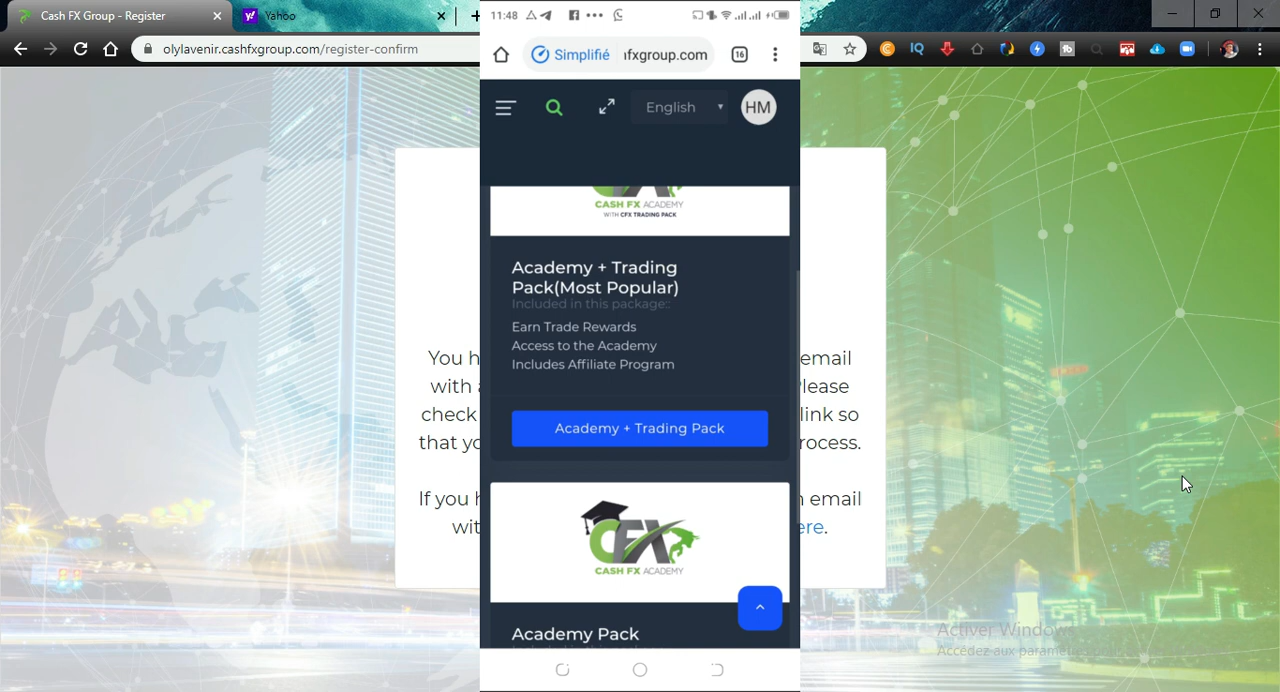 Cash FX Group - Register
Yahoo
olylavenir.cashfxgroup.com/register-confirm
IQ
11:48
Simplifié
ıfxgroup.com
16
English
HM
CASH FX ACADEMY
WITH CFX TRADING PACK
Academy + Trading
Pack(Most Popular)
Included in this package::
Earn Trade Rewards
Access to the Academy
Includes Affiliate Program
Academy + Trading Pack
CFX
CASH FX ACADEMY
Academy Pack
You h
email
with
Please
check
link so
that yo
rocess.
If you h
n email
wit
ere.
Activer Windows
Accédez aux